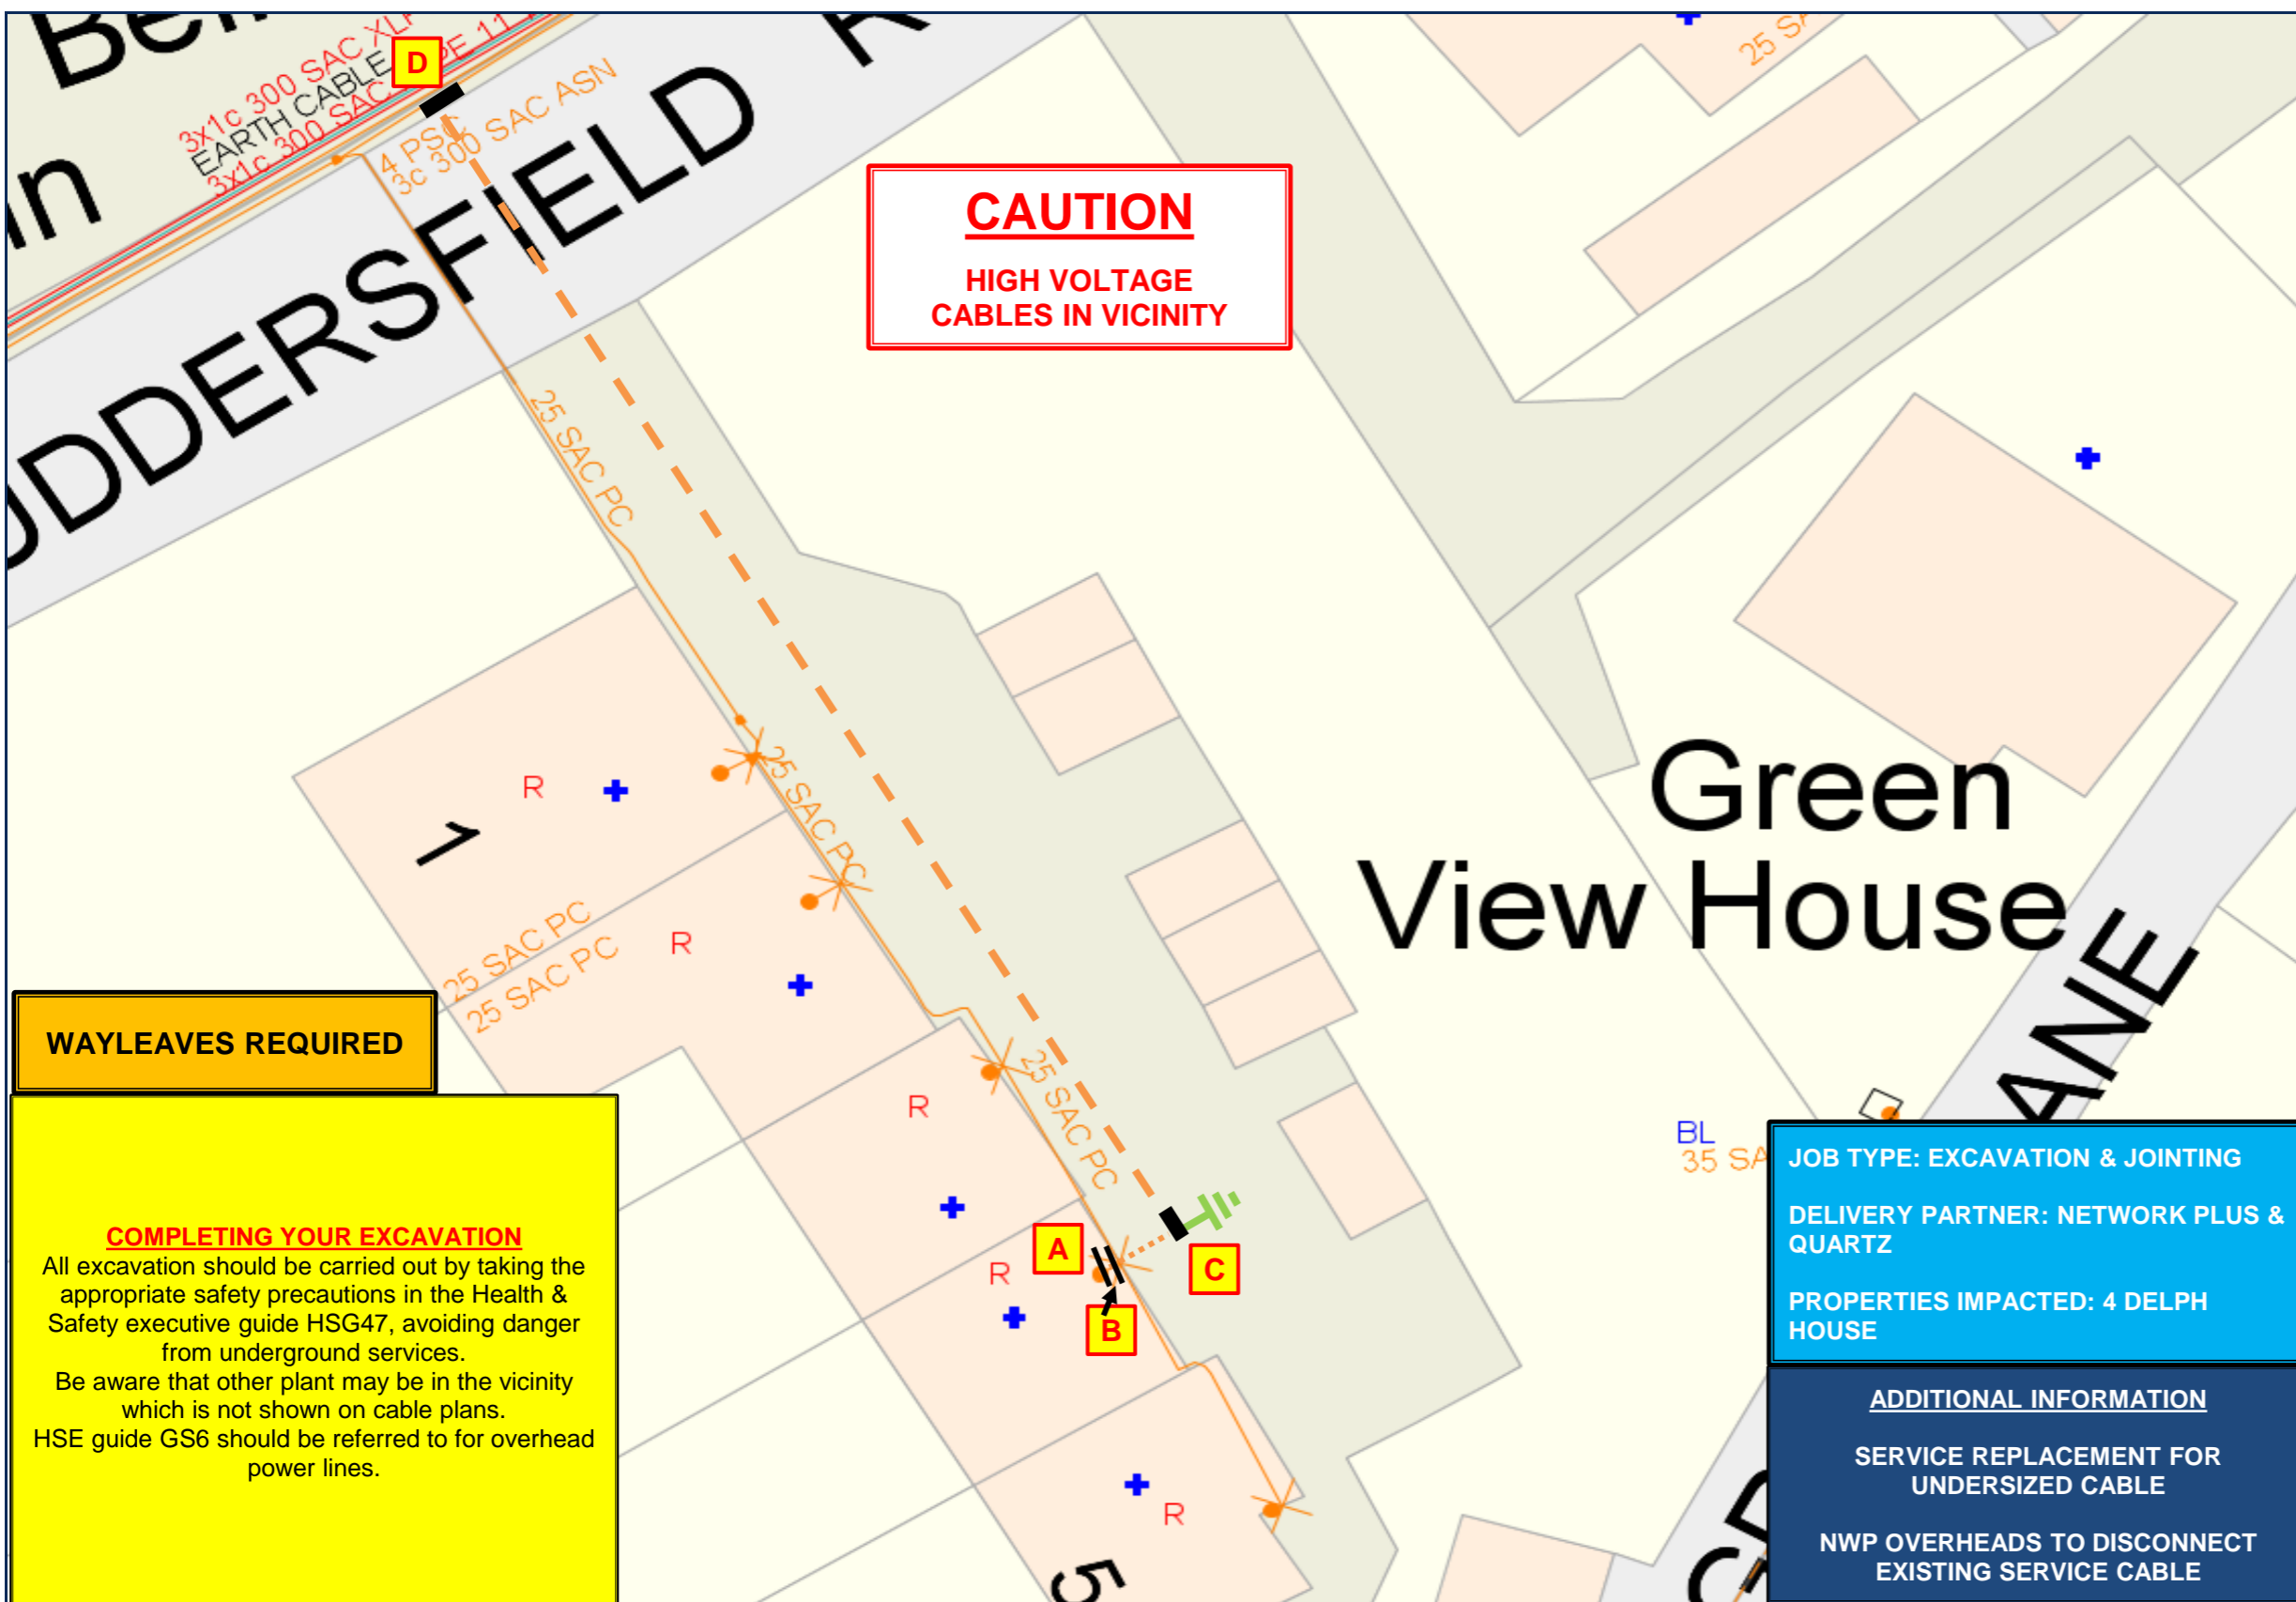 3x1c 300 SAC
EARTH CABLE
3x1c 300 SAC
D
4 PSC
3c 300 SAC ASN
25 SAC PC
CAUTION
HIGH VOLTAGE
CABLES IN VICINITY
25 SAC PC
R
1
R
25 SAC PC
25 SAC PC
Green
View House
WAYLEAVES REQUIRED
R
25 SAC PC
BL
A
C
B
R
R
5
COMPLETING YOUR EXCAVATION
All excavation should be carried out by taking the
appropriate safety precautions in the Health &
Safety executive guide HSG47, avoiding danger
from underground services.
Be aware that other plant may be in the vicinity
which is not shown on cable plans.
HSE guide GS6 should be referred to for overhead
power lines.
JOB TYPE: EXCAVATION & JOINTING
DELIVERY PARTNER: NETWORK PLUS &
QUARTZ
PROPERTIES IMPACTED: 4 DELPH
HOUSE
ADDITIONAL INFORMATION
SERVICE REPLACEMENT FOR
UNDERSIZED CABLE
NWP OVERHEADS TO DISCONNECT
EXISTING SERVICE CABLE